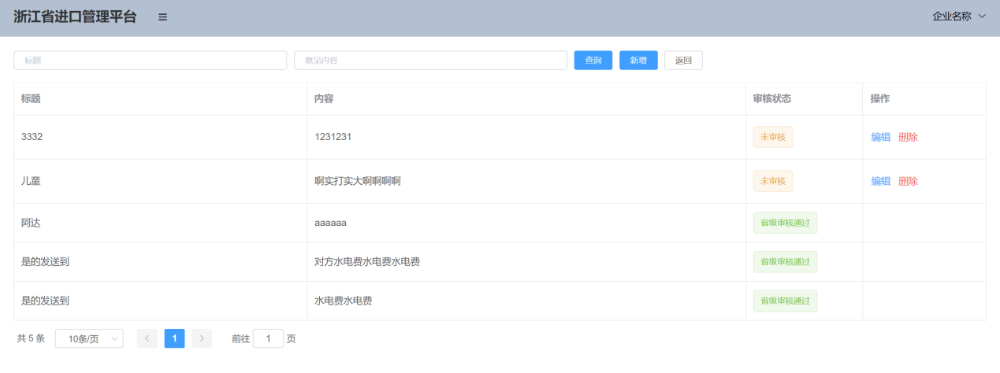 浙江省进口管理平台 企业名称
标题 意见内容 查询 新增 返回
标题 内容 审核状态 操作
3332 1231231 未审核 编辑 删除
儿童 啊实打实大啊啊啊啊 未审核 编辑 删除
阿达 aaaaaa 省级审核通过
是的发送到 对方水电费水电费水电费 省级审核通过
是的发送到 水电费水电费 省级审核通过
共 5 条 10条/页 1 前往 1 页